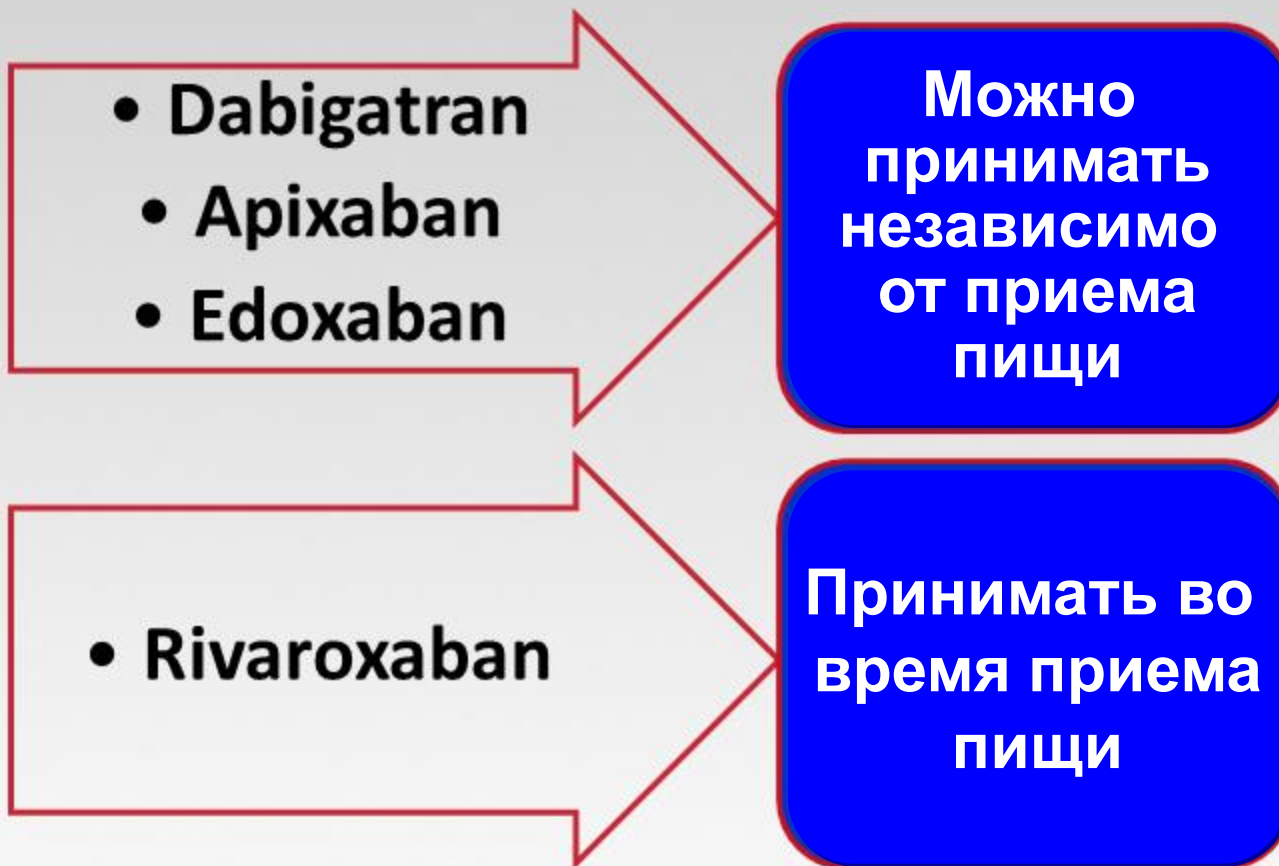 • Dabigatran
• Apixaban
• Edoxaban
Можно
принимать
независимо
от приема
пищи
• Rivaroxaban
Принимать во
время приема
пищи